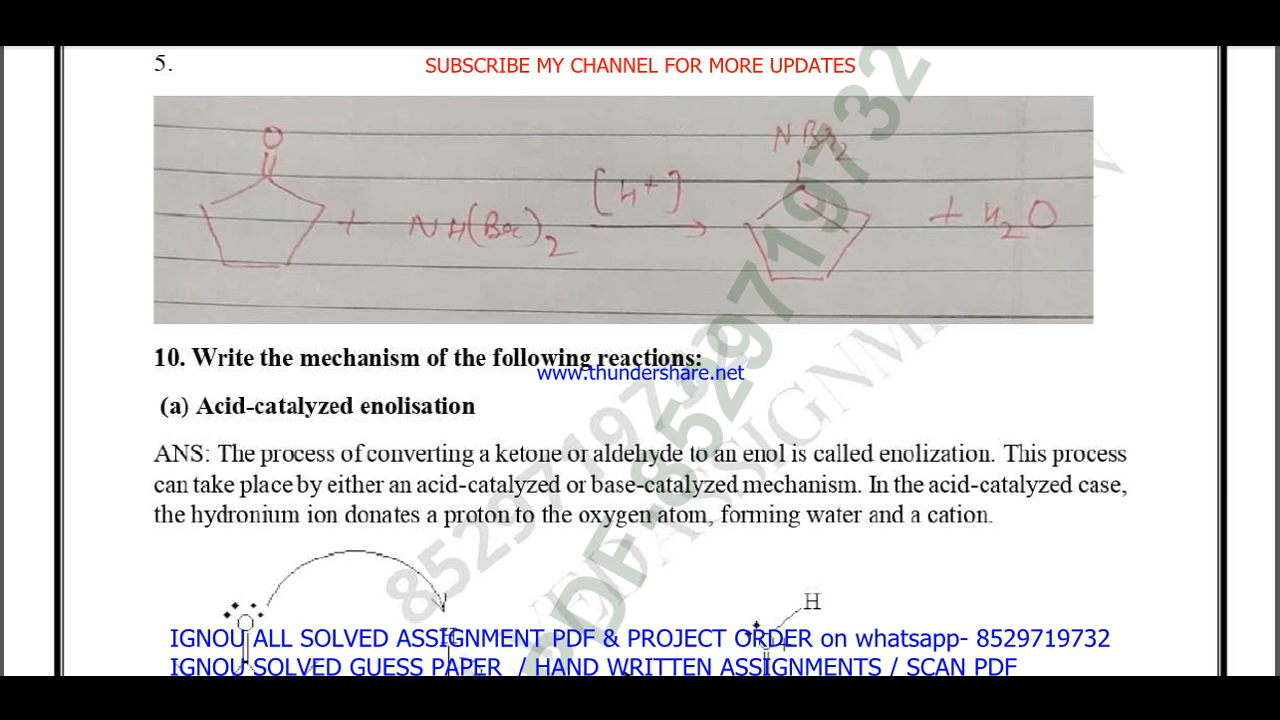 5.
SUBSCRIBE MY CHANNEL FOR MORE UPDATES
O
NH(Boc)2
[H+]
+
+ H2O
10. Write the mechanism of the following reactions:
www.thundershare.net
(a) Acid-catalyzed enolisation
ANS: The process of converting a ketone or aldehyde to an enol is called enolization. This process
can take place by either an acid-catalyzed or base-catalyzed mechanism. In the acid-catalyzed case,
the hydronium ion donates a proton to the oxygen atom, forming water and a cation.
8529719732
PDF-8529719732
O
H
H
IGNOU ALL SOLVED ASSIGNMENT PDF & PROJECT ORDER on whatsapp- 8529719732
IGNOU SOLVED GUESS PAPER / HAND WRITTEN ASSIGNMENTS / SCAN PDF